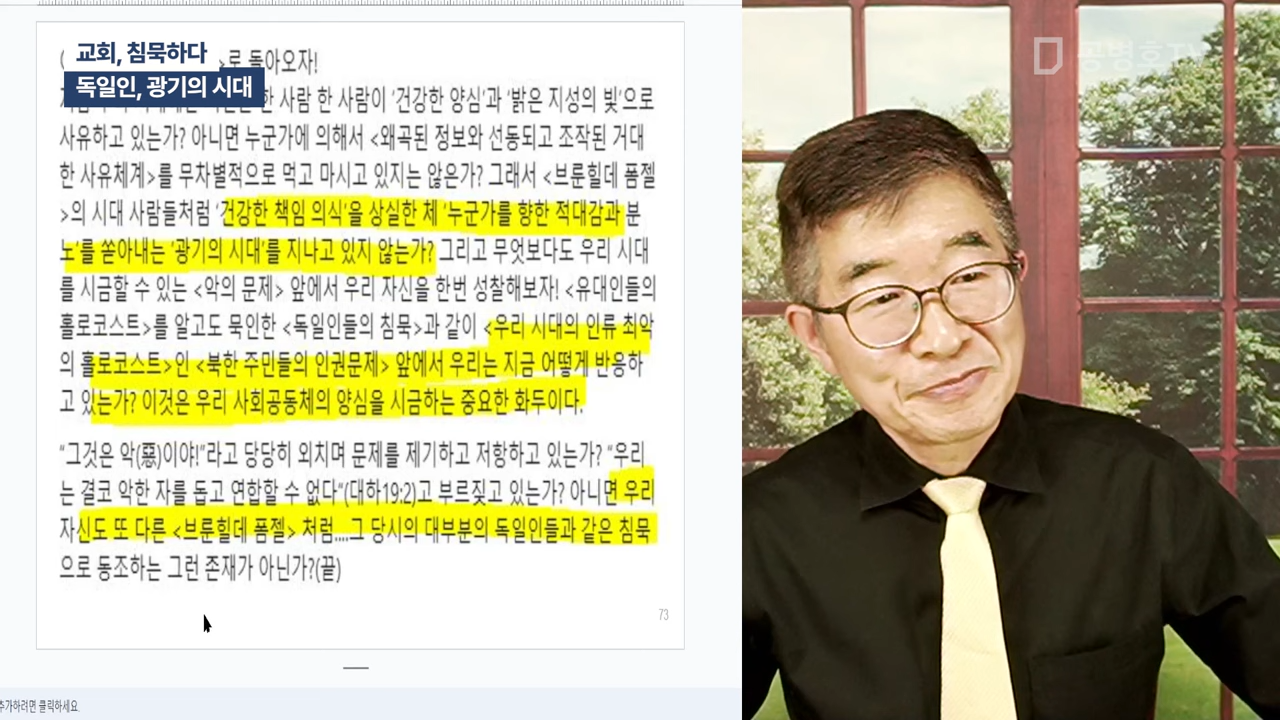 교회, 침묵하다
독일인, 광기의 시대
>로 돌아오자!
한 사람 한 사람이 '건강한 양심'과 '밝은 지성의 빛'으로
사유하고 있는가? 아니면 누군가에 의해서 <왜곡된 정보와 선동되고 조작된 거대
한 사유체계>를 무차별적으로 먹고 마시고 있지는 않은가? 그래서 <브룬힐데 폼젤
>의 시대 사람들처럼 '건강한 책임 의식'을 상실한 체 '누군가를 향한 적대감과 분
노'를 쏟아내는 '광기의 시대'를 지나고 있지 않는가? 그리고 무엇보다도 우리 시대
를 시금할 수 있는 <악의 문제> 앞에서 우리 자신을 한번 성찰해보자! <유대인들의
홀로코스트>를 알고도 묵인한 <독일인들의 침묵>과 같이 <우리 시대의 인류 최악
의 홀로코스트>인 <북한 주민들의 인권문제> 앞에서 우리는 지금 어떻게 반응하
고 있는가? 이것은 우리 사회공동체의 양심을 시금하는 중요한 화두이다.
"그것은 악(惡)이야!"라고 당당히 외치며 문제를 제기하고 저항하고 있는가? "우리
는 결코 악한 자를 돕고 연합할 수 없다"(대하19:2)고 부르짖고 있는가? 아니면 우리
자신도 또 다른 <브룬힐데 폼젤> 처럼....그 당시의 대부분의 독일인들과 같은 침묵
으로 동조하는 그런 존재가 아닌가?(끝)
73
추가하려면 클릭하세요.
공병호TV